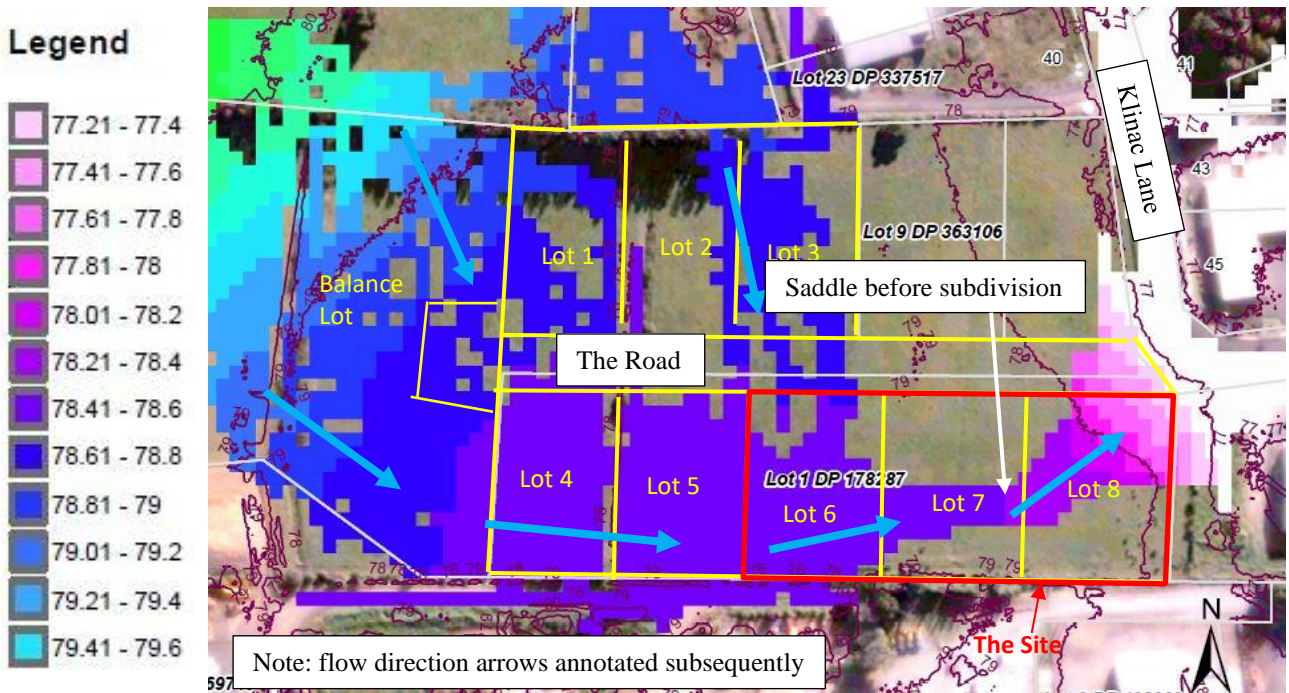 Legend
77.21 - 77.4
77.41 - 77.6
77.61 - 77.8
77.81 - 78
78.01 - 78.2
78.21 - 78.4
78.41 - 78.6
78.61 - 78.8
78.81 - 79
79.01 - 79.2
79.21 - 79.4
79.41 - 79.6
Lot 23 DP 337517
40
41
Klinac Lane
43
45
Lot 9 DP 363106
Lot 1
Lot 2
Lot 3
Balance
Lot
Saddle before subdivision
The Road
Lot 4
Lot 5
Lot 1 DP 178287
Lot 6
Lot 7
Lot 8
The Site
N
Note: flow direction arrows annotated subsequently
80
79
78
77